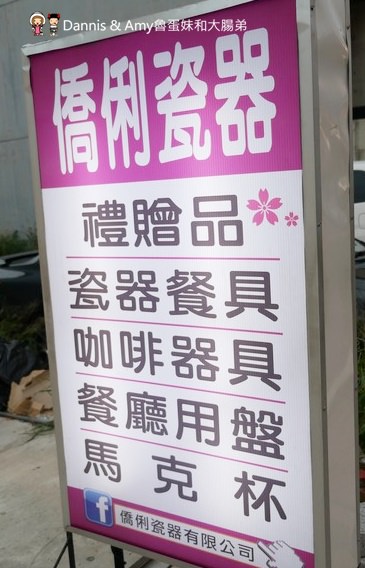 Dannis & Amy魯蛋妹和大腸弟
僑俐瓷器
禮贈品
瓷器餐具
咖啡器具
餐廳用盤
馬克杯
f 僑俐瓷器有限公司